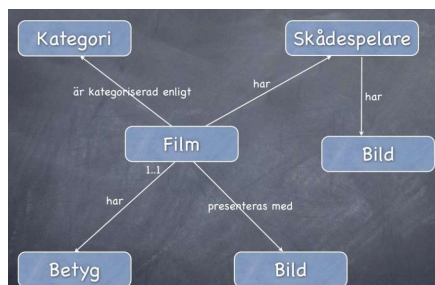 Kategori
Skådespelare
är kategoriserad enligt
har
har
Film
Bild
1..1
har
presenteras med
Betyg
Bild